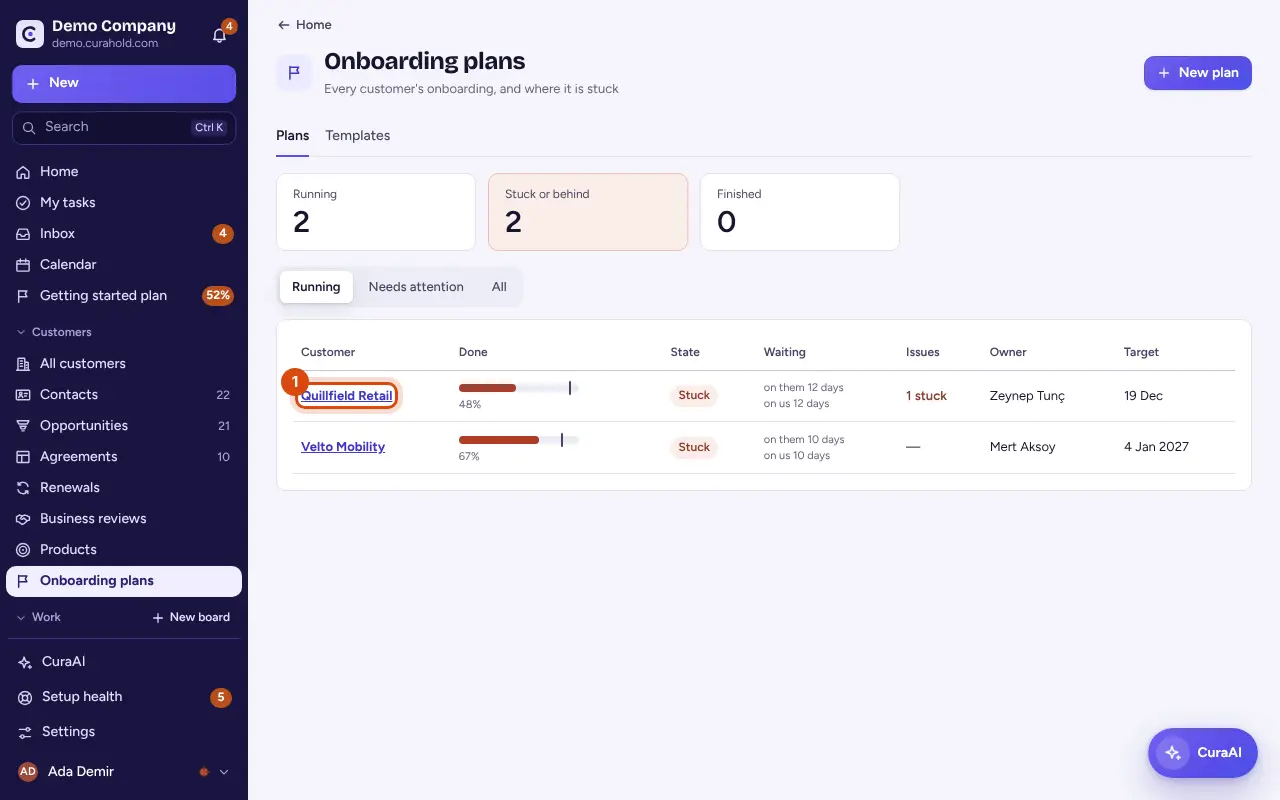 Demo Company
demo.curahold.com
4
New
Search
Ctrl K
Home
My tasks
Inbox
4
Calendar
Getting started plan
52%
Customers
All customers
Contacts
22
Opportunities
21
Agreements
10
Renewals
Business reviews
Products
Onboarding plans
Work
New board
CuraAI
Setup health
5
Settings
AD
Ada Demir
Home
Onboarding plans
Every customer's onboarding, and where it is stuck
New plan
Plans
Templates
Running
2
Stuck or behind
2
Finished
0
Running
Needs attention
All
Customer
Done
State
Waiting
Issues
Owner
Target
1
Quillfield Retail
48%
Stuck
on them 12 days
on us 12 days
1 stuck
Zeynep Tunç
19 Dec
Velto Mobility
67%
Stuck
on them 10 days
on us 10 days
—
Mert Aksoy
4 Jan 2027
CuraAI